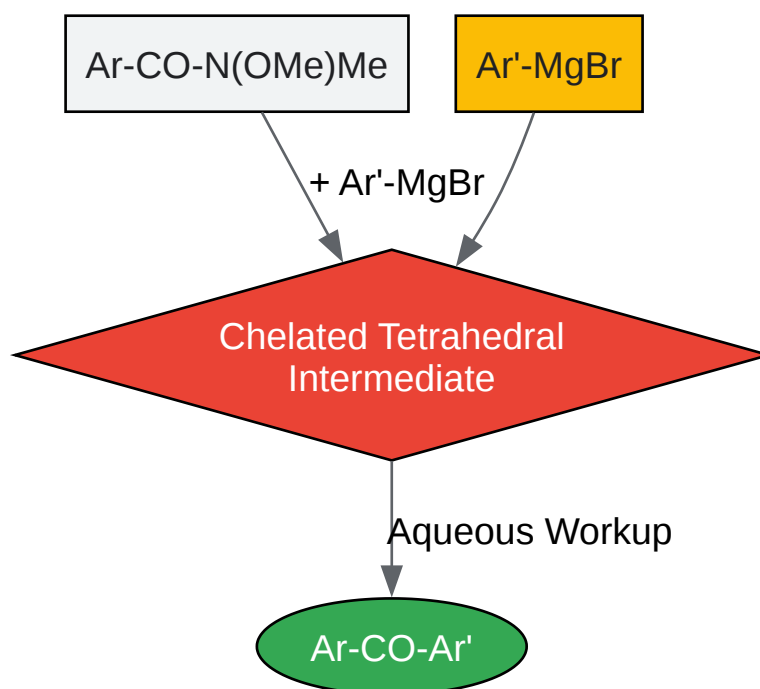 Ar-CO-N(OMe)Me
Ar'-MgBr
+ Ar'-MgBr
Chelated Tetrahedral
Intermediate
Aqueous Workup
Ar-CO-Ar'